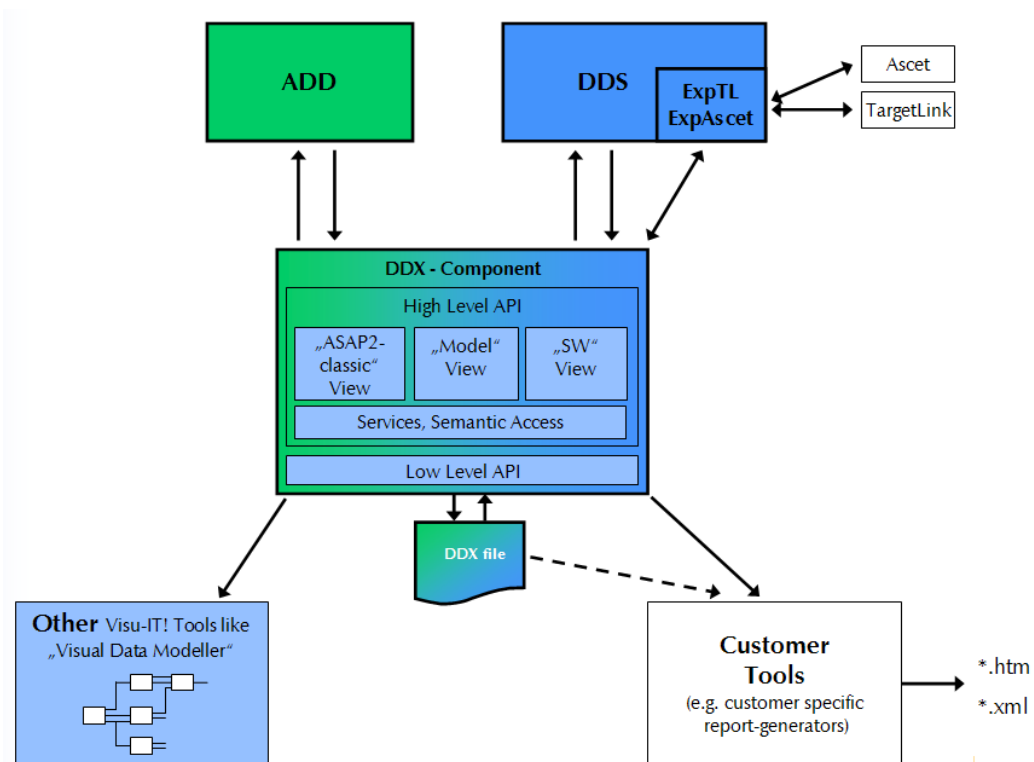 ADD
DDS
ExpTL
ExpAscet
Ascet
TargetLink
DDX - Component
High Level API
„ASAP2-
classic“
View
„Model“
View
„SW“
View
Services, Semantic Access
Low Level API
DDX file
Other Visu-IT! Tools like
„Visual Data Modeller“
Customer
Tools
(e.g. customer specific
report-generators)
*.htm
*.xml